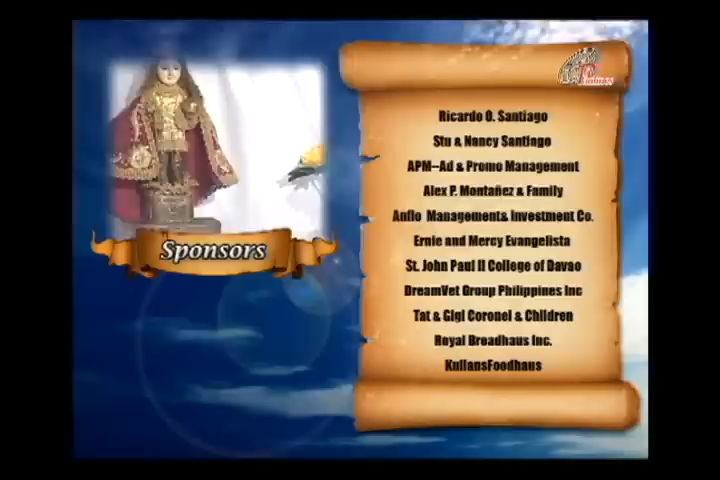 Sponsors
Ricardo O. Santiago
Stu & Nancy Santiago
APM-Ad & Promo Management
Alex P. Montañez & Family
Anflo Management& Investment Co.
Ernie and Mercy Evangelista
St. John Paul II College of Davao
DreamVet Group Philippines Inc
Tat & Gigi Coronel & Children
Royal Broadhaus Inc.
KullansFoodhaus